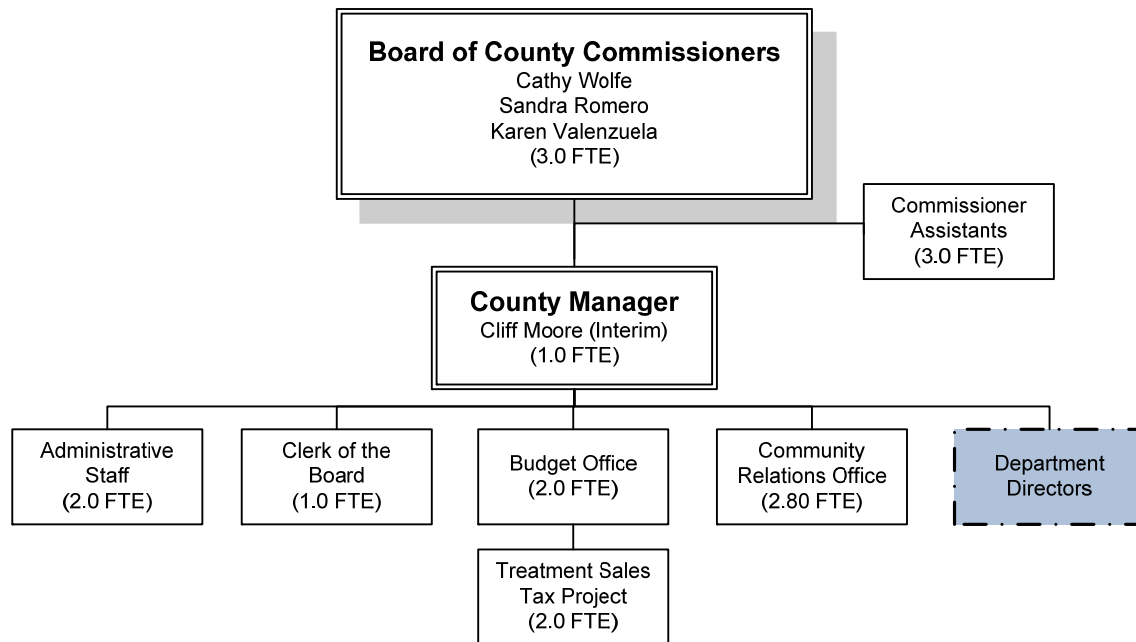 Board of County Commissioners
Cathy Wolfe
Sandra Romero
Karen Valenzuela
(3.0 FTE)
Commissioner
Assistants
(3.0 FTE)
County Manager
Cliff Moore (Interim)
(1.0 FTE)
Administrative
Staff
(2.0 FTE)
Clerk of the
Board
(1.0 FTE)
Budget Office
(2.0 FTE)
Community
Relations Office
(2.80 FTE)
Department
Directors
Treatment Sales
Tax Project
(2.0 FTE)